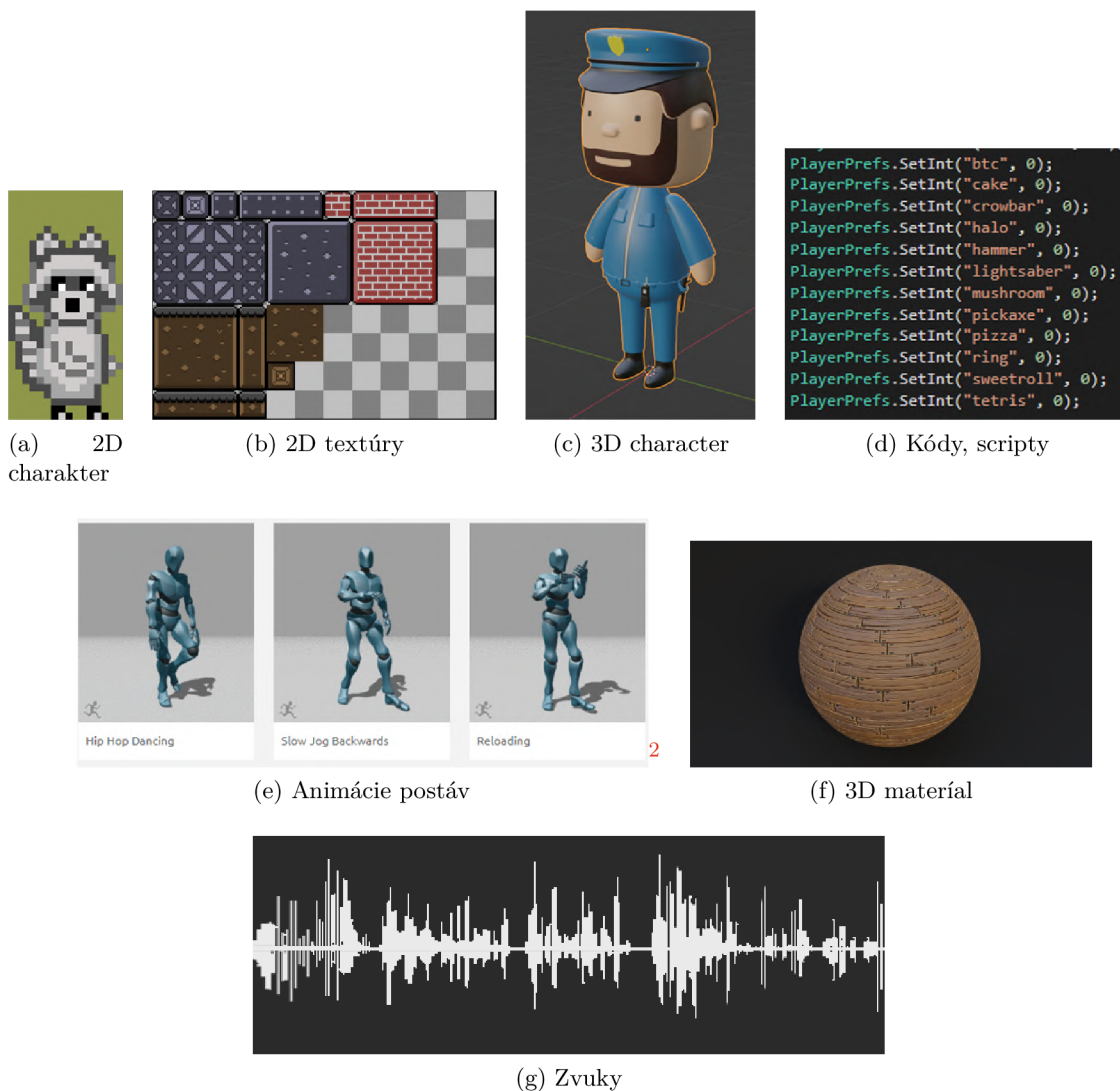 PlayerPrefs.SetInt("btc", 0);
PlayerPrefs.SetInt("cake", 0);
PlayerPrefs.SetInt("crowbar", 0);
PlayerPrefs.SetInt("halo", 0);
PlayerPrefs.SetInt("hammer", 0);
PlayerPrefs.SetInt("lightsaber", 0);
PlayerPrefs.SetInt("mushroom", 0);
PlayerPrefs.SetInt("pickaxe", 0);
PlayerPrefs.SetInt("pizza", 0);
PlayerPrefs.SetInt("ring", 0);
PlayerPrefs.SetInt("sweetroll", 0);
PlayerPrefs.SetInt("tetris", 0);
(a) 2D
charakter
(b) 2D textúry
(c) 3D character
(d) Kódy, scripty
Hip Hop Dancing
Slow Jog Backwards
Reloading
2
(e) Animácie postáv
(f) 3D materíal
(g) Zvuky